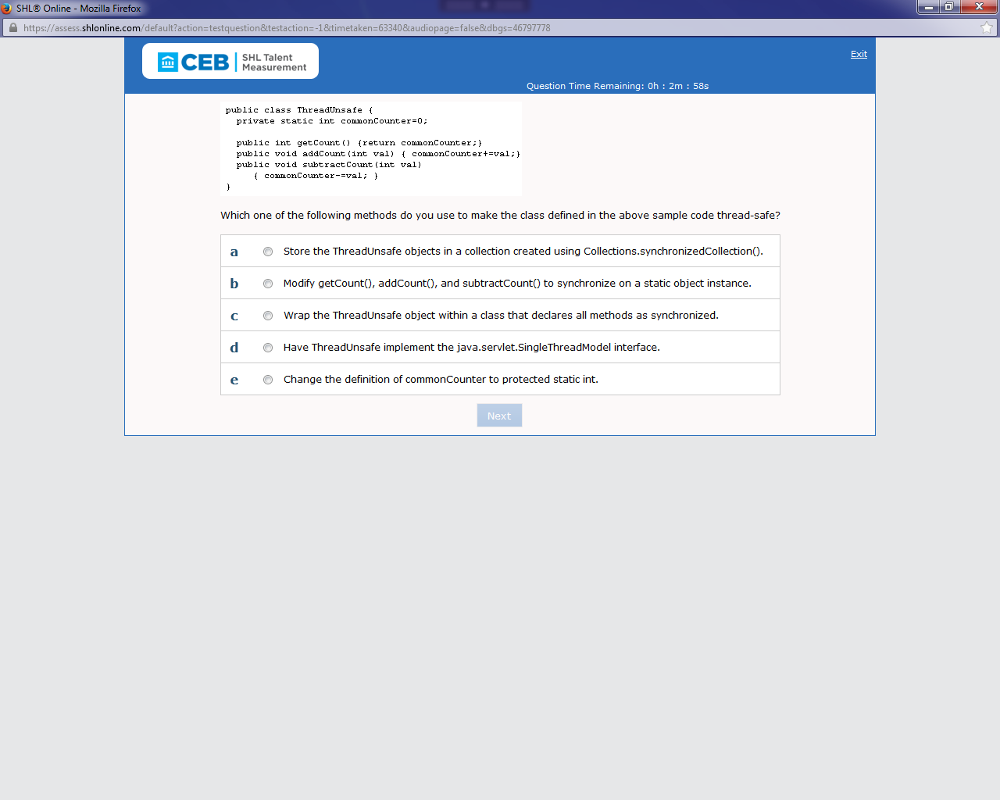 SHL® Online - Mozilla Firefox
https://assess.shlonline.com/default?action=testquestion&testaction=-1&timetaken=63340&audiopage=false&dbgs=46797778
CEB SHL Talent
Measurement
Exit
Question Time Remaining: 0h : 2m : 58s
public class ThreadUnsafe {
private static int commonCounter=0;
public int getCount() {return commonCounter;}
public void addCount(int val) { commonCounter+=val;}
public void subtractCount(int val)
{ commonCounter-=val; }
}
Which one of the following methods do you use to make the class defined in the above sample code thread-safe?
a Store the ThreadUnsafe objects in a collection created using Collections.synchronizedCollection().
b Modify getCount(), addCount(), and subtractCount() to synchronize on a static object instance.
c Wrap the ThreadUnsafe object within a class that declares all methods as synchronized.
d Have ThreadUnsafe implement the java.servlet.SingleThreadModel interface.
e Change the definition of commonCounter to protected static int.
Next